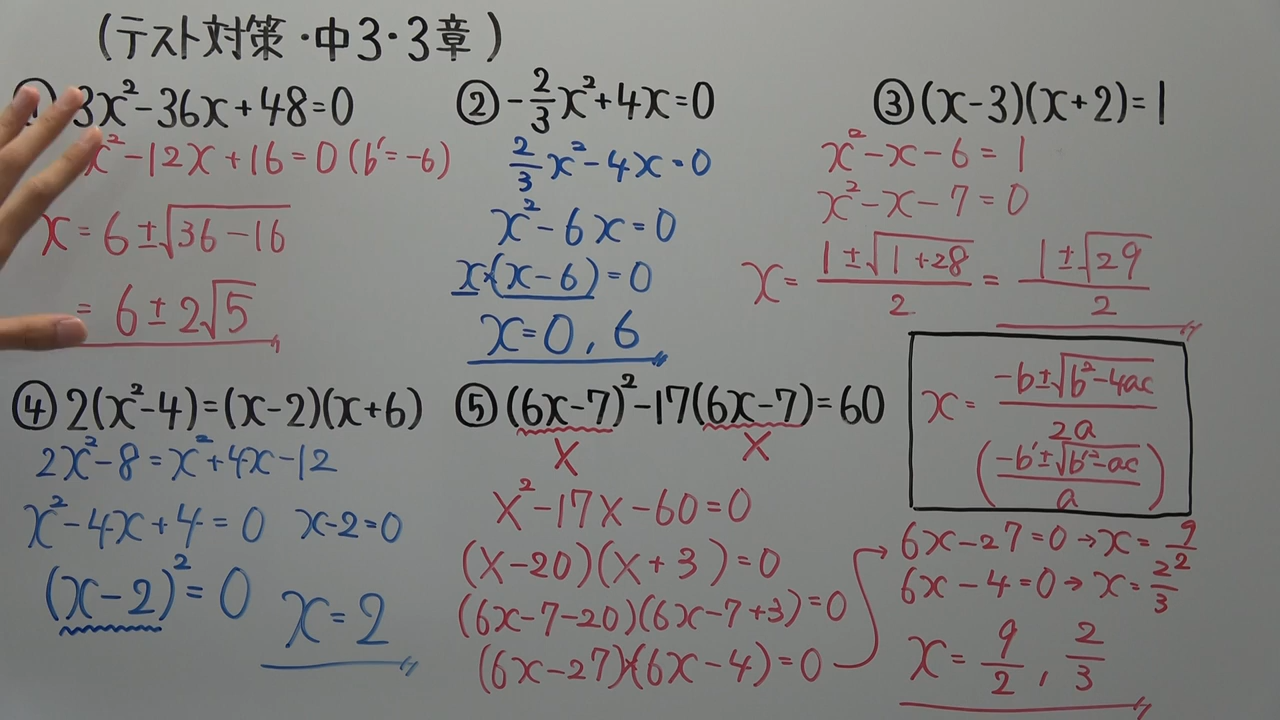 (テスト対策・中3・3章)
3x²-36x+48=0
x²-12x+16=0(b'=-6)
x=6±√36-16
=6±2√5
②-2/3x²+4x=0
2/3x²-4x=0
x²-6x=0
x(x-6)=0
x=0,6
③(x-3)(x+2)=1
x²-x-6=1
x²-x-7=0
x=1±√1+28/2=1±√29/2
④2(x²-4)=(x-2)(x+6)
2x²-8=x²+4x-12
x²-4x+4=0 x-2=0
(x-2)²=0
x=2
⑤(6x-7)²-17(6x-7)=60
X X
X²-17X-60=0
(X-20)(X+3)=0
(6x-7-20)(6x-7+3)=0
(6x-27)(6x-4)=0
x=-b±√b²-4ac/2a
(-b'±√b'²-ac/a)
6x-27=0→x=9/2
6x-4=0→x=2/3
x=9/2,2/3